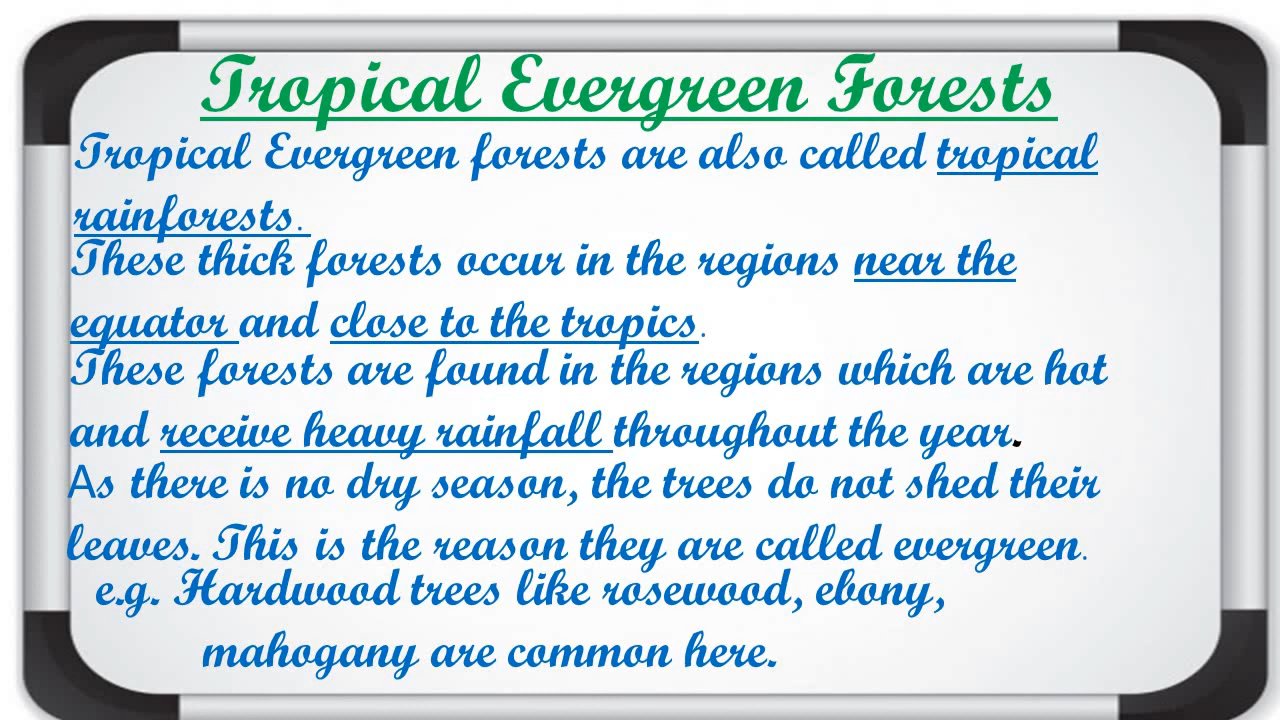 Tropical Evergreen Forests
Tropical Evergreen forests are also called tropical
rainforests.
These thick forests occur in the regions near the
equator and close to the tropics.
These forests are found in the regions which are hot
and receive heavy rainfall throughout the year.
As there is no dry season, the trees do not shed their
leaves. This is the reason they are called evergreen.
e.g. Hardwood trees like rosewood, ebony,
mahogany are common here.